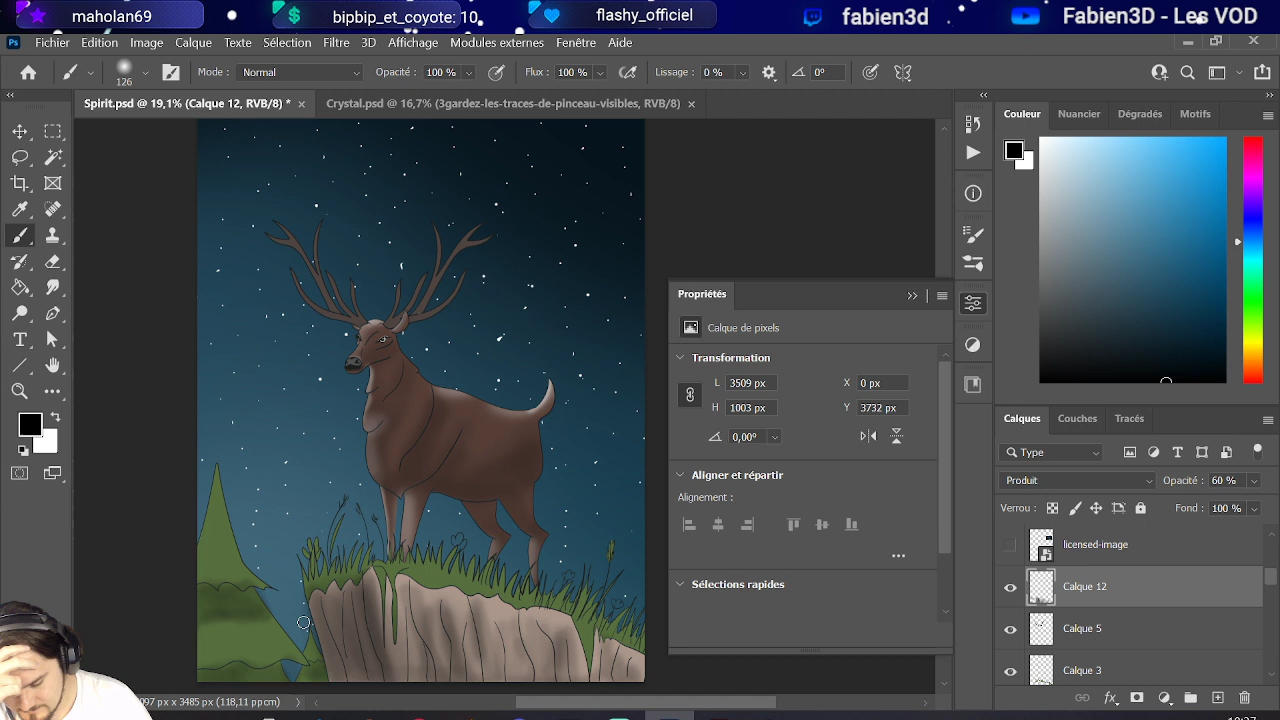 mahola​n69
bipbip_et_coyote: 10
flashy_officiel
fabien3d
Fabien3D - Les VOD
Ps Fichier Edition Image Calque Texte Sélection Filtre 3D Affichage Modules externes Fenêtre Aide
126 Mode : Normal Opacité : 100 % Flux : 100 % Lissage : 0 % 0°
Spirit.psd @ 19,1% (Calque 12, RVB/8) *
Crystal.psd @ 16,7% (3gardez-les-traces-de-pinceau-visibles, RVB/8)
Couleur Nuancier Dégradés Motifs
Propriétés
Calque de pixels
Transformation
L 3509 px X 0 px
H 1003 px Y 3732 px
0,00°
Aligner et répartir
Alignement :
Sélections rapides
Calques Couches Tracés
Type
Produit Opacité : 60 %
Verrou : Fond : 100 %
licensed-image
Calque 12
Calque 5
Calque 3
px x 3485 px (118,11 ppcm)